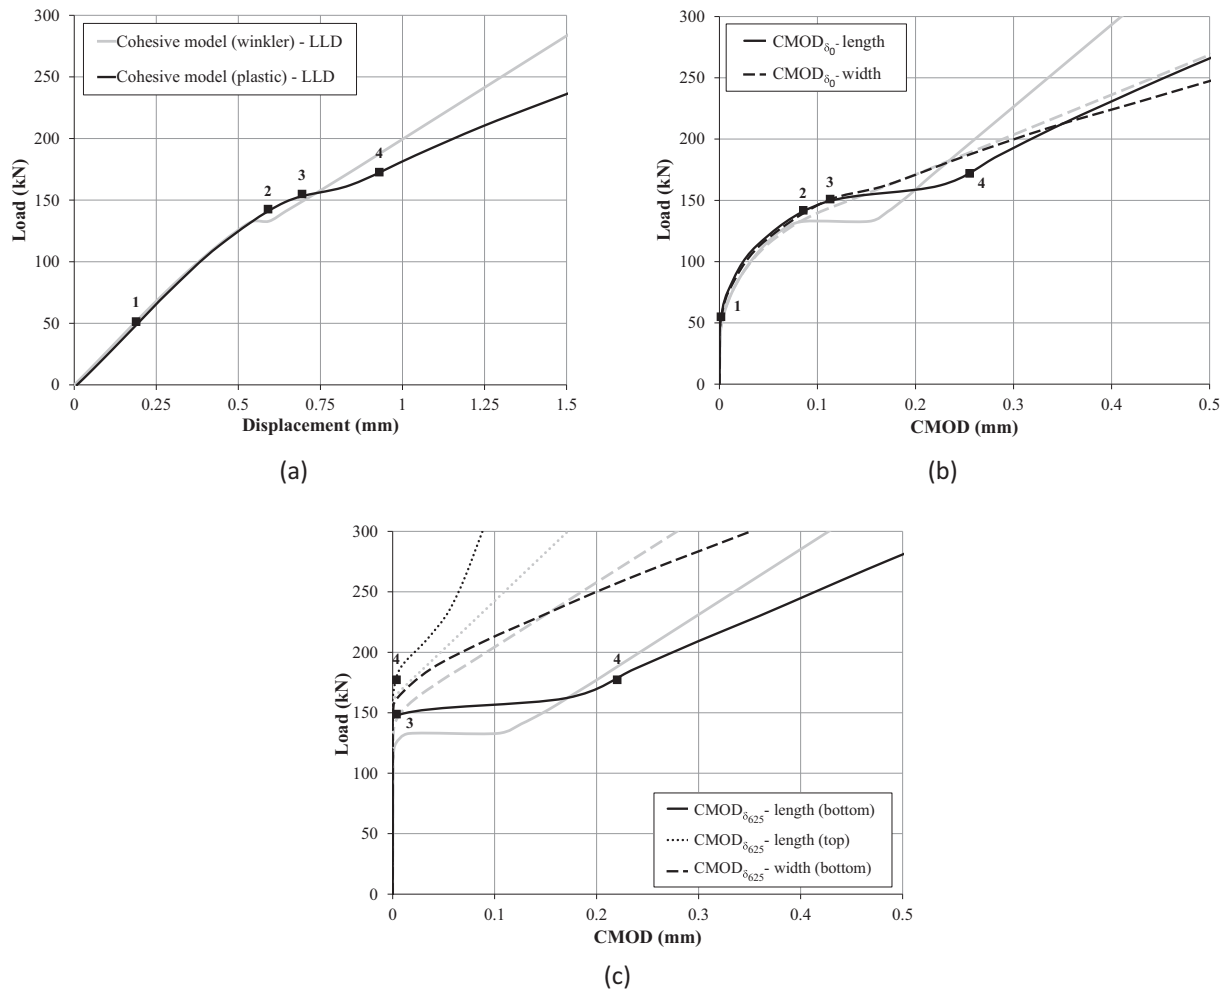 300
250
200
150
100
50
0
Load (kN)
Cohesive model (winkler) - LLD
Cohesive model (plastic) - LLD
1
2
3
4
0 0.25 0.5 0.75 1 1.25 1.5
Displacement (mm)
(a)
300
250
200
150
100
50
0
Load (kN)
CMODδ0- length
CMODδ0- width
1
2
3
4
0 0.1 0.2 0.3 0.4 0.5
CMOD (mm)
(b)
300
250
200
150
100
50
0
Load (kN)
4
4
3
CMODδ625- length (bottom)
CMODδ625- length (top)
CMODδ625- width (bottom)
0 0.1 0.2 0.3 0.4 0.5
CMOD (mm)
(c)